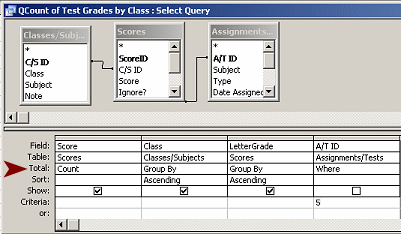 QCount of Test Grades by Class : Select Query
Classes/Subj...
*
C/S ID
Class
Subject
Note
Scores
*
ScoreID
C/S ID
Score
Ignore?
Assignments...
*
A/T ID
Subject
Type
Date Assigned
Field: Score Class LetterGrade A/T ID
Table: Scores Classes/Subjects Scores Assignments/Tests
Total: Count Group By Group By Where
Sort: Ascending Ascending
Show:
Criteria: 5
or: